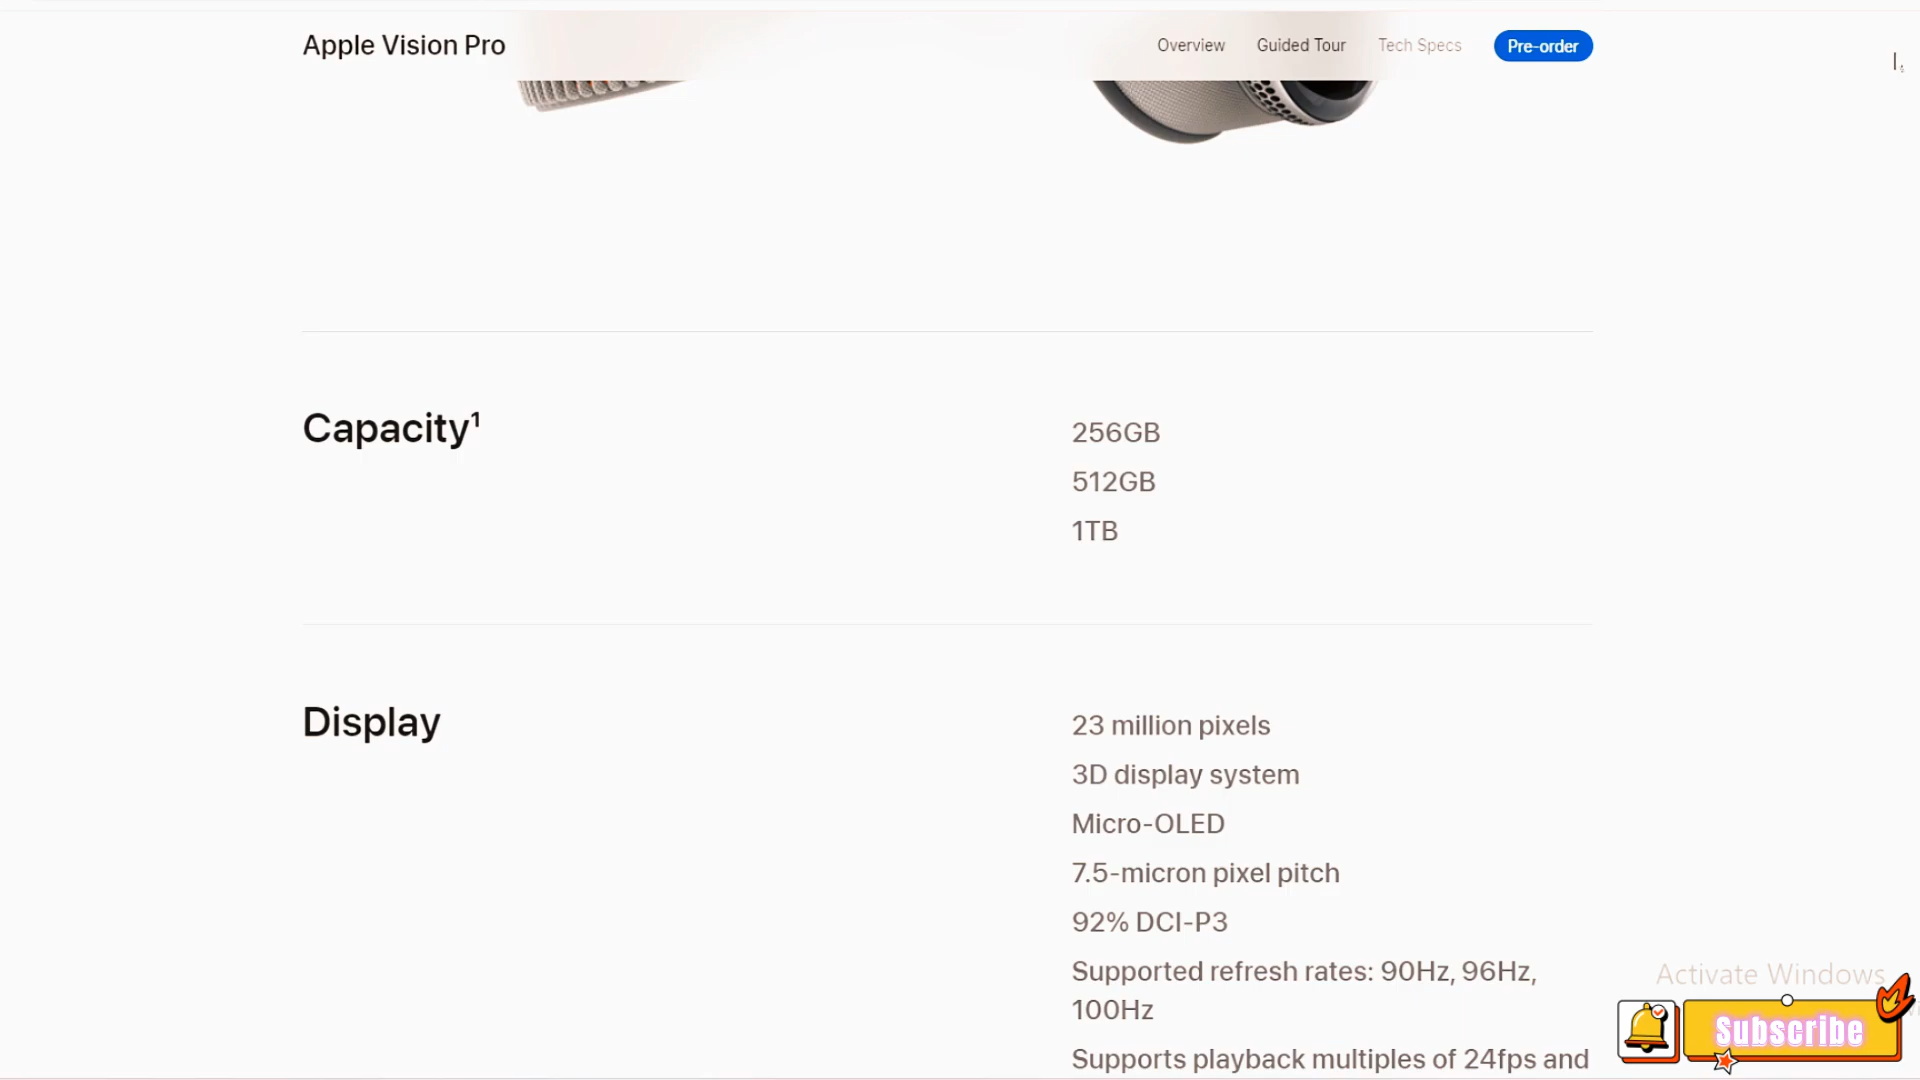 Apple Vision Pro
Overview
Guided Tour
Tech Specs
Pre-order
Capacity¹
256GB
512GB
1TB
Display
23 million pixels
3D display system
Micro-OLED
7.5-micron pixel pitch
92% DCI-P3
Supported refresh rates: 90Hz, 96Hz,
100Hz
Supports playback multiples of 24fps and
Activate Windows
Subscribe